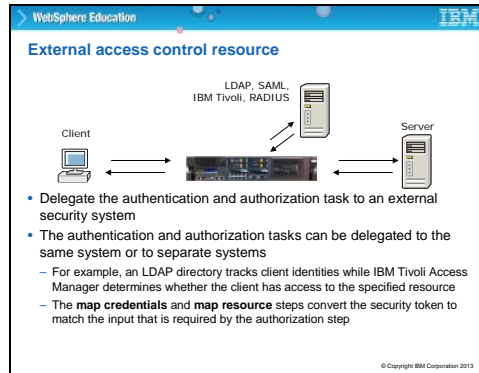 WebSphere Education
IBM
External access control resource
LDAP, SAML,
IBM Tivoli, RADIUS
Client
Server
• Delegate the authentication and authorization task to an external
security system
• The authentication and authorization tasks can be delegated to the
same system or to separate systems
– For example, an LDAP directory tracks client identities while IBM Tivoli Access
Manager determines whether the client has access to the specified resource
– The map credentials and map resource steps convert the security token to
match the input that is required by the authorization step
© Copyright IBM Corporation 2013